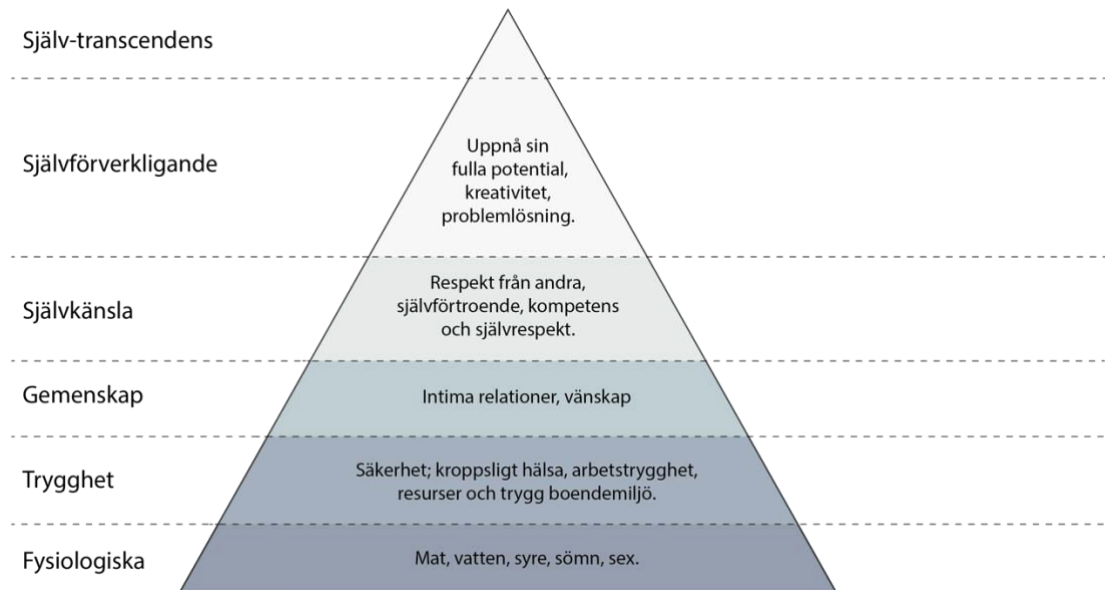 Själv-transcendens
Självförverkligande
Uppnå sin
fulla potential,
kreativitet,
problemlösning.
Självkänsla
Respekt från andra,
självförtroende, kompetens
och självrespekt.
Gemenskap
Intima relationer, vänskap
Trygghet
Säkerhet; kroppsligt hälsa, arbetstrygghet,
resurser och trygg boendemiljö.
Fysiologiska
Mat, vatten, syre, sömn, sex.